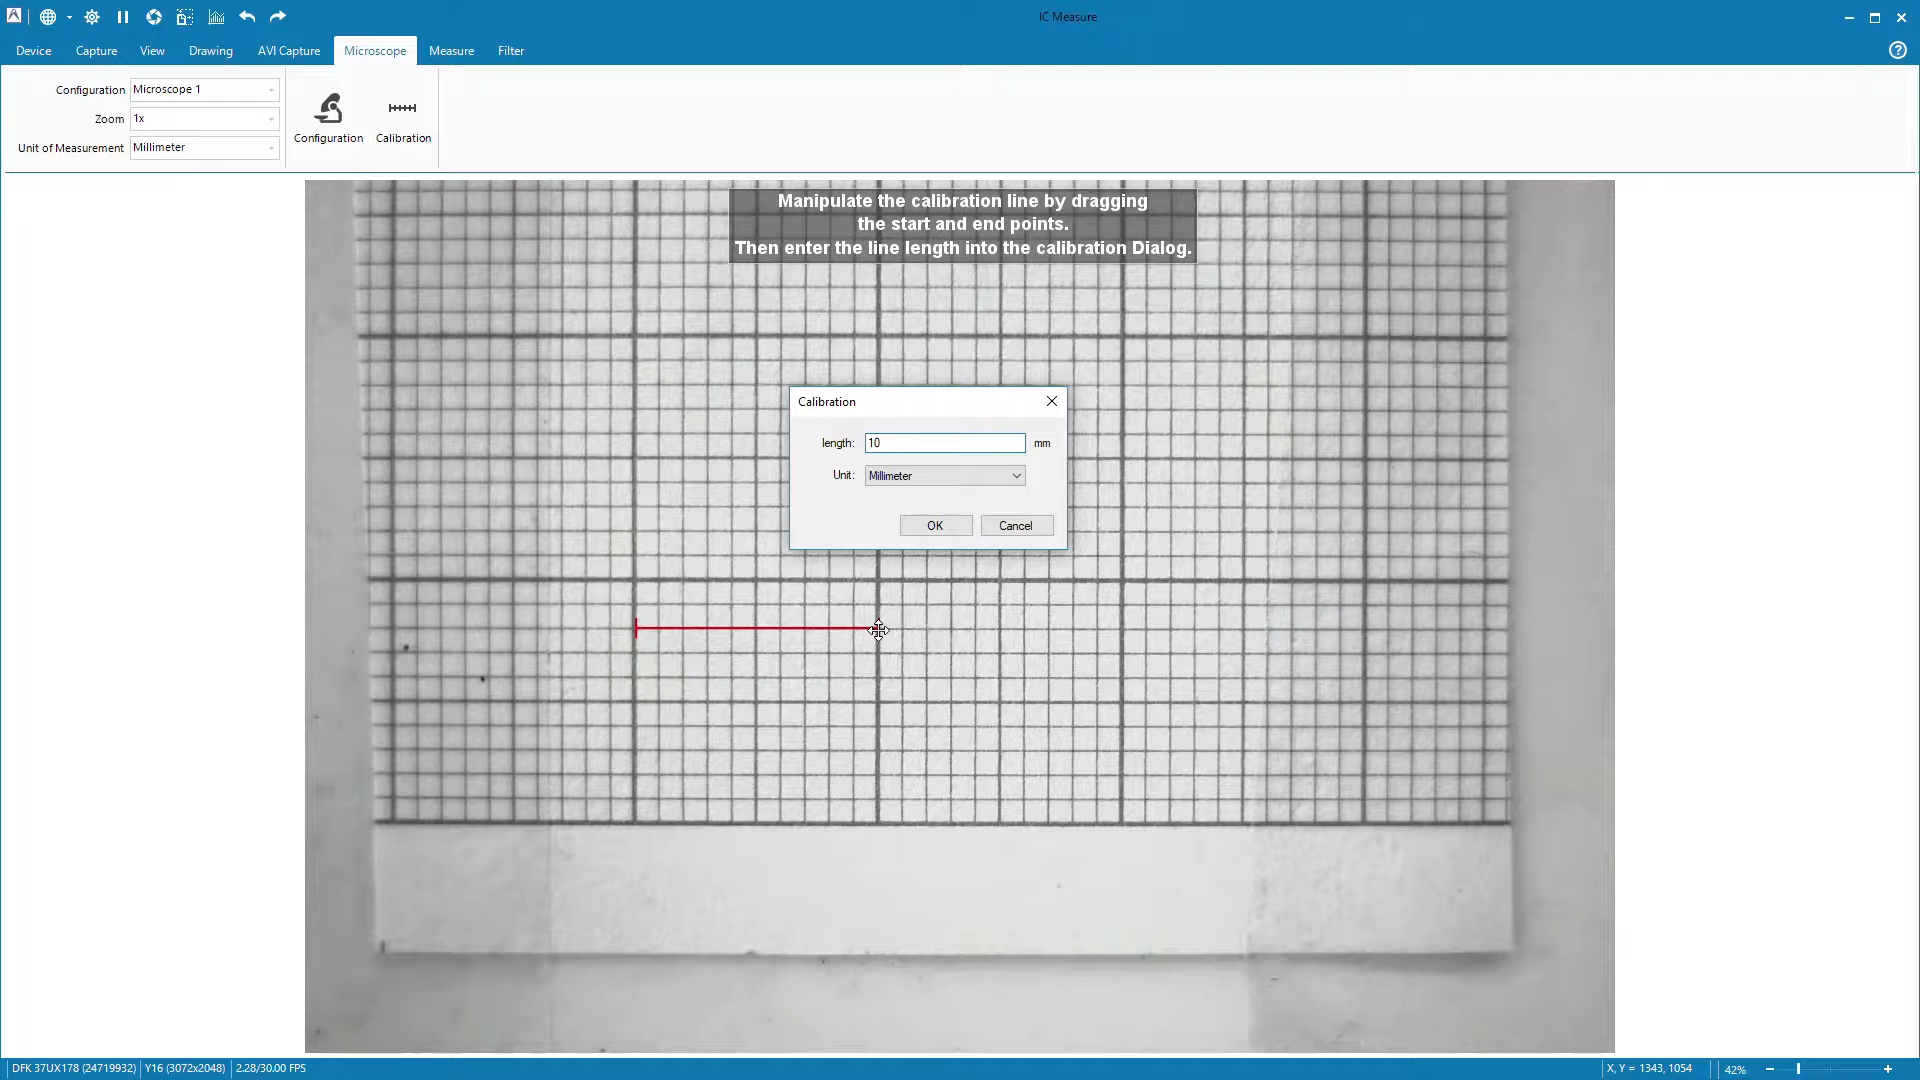 IC Measure
Device Capture View Drawing AVI Capture Microscope Measure Filter
Configuration Microscope 1
Zoom 1x
Unit of Measurement Millimeter
Configuration Calibration
Manipulate the calibration line by dragging
the start and end points.
Then enter the line length into the calibration Dialog.
Calibration
length: 10 mm
Unit: Millimeter
OK Cancel
DFK 37UX178 (24719932) Y16 (3072x2048) 2.28/30.00 FPS X, Y = 1343, 1054 42%